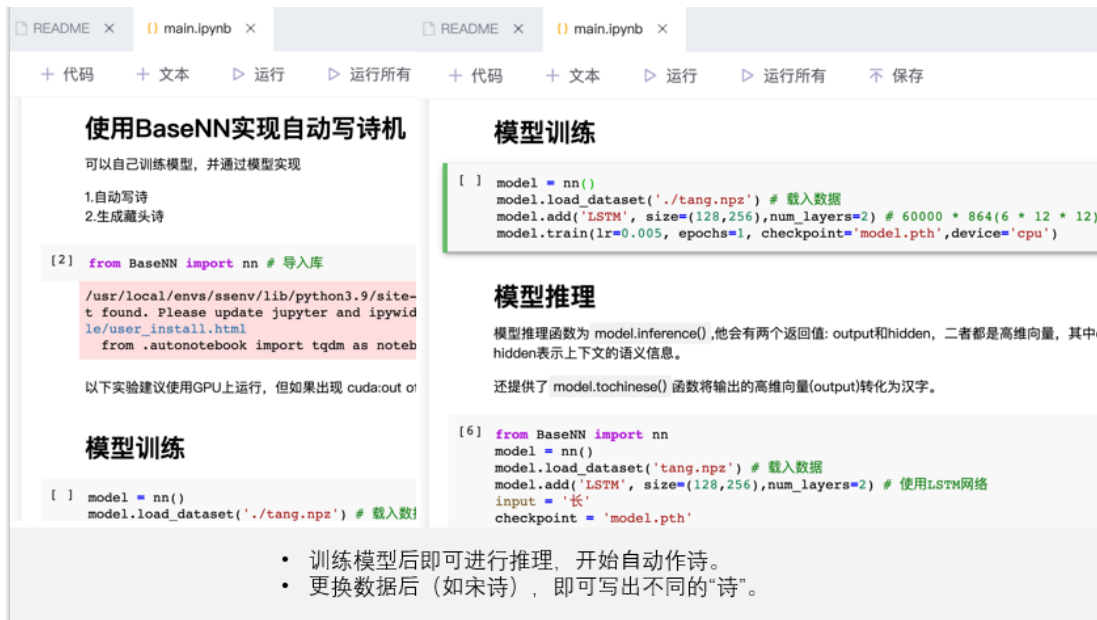 README ×
{} main.ipynb ×
+ 代码
+ 文本
▷ 运行
▷ 运行所有
使用BaseNN实现自动写诗机
可以自己训练模型，并通过模型实现
1.自动写诗
2.生成藏头诗
[2] from BaseNN import nn # 导入库
/usr/local/envs/ssenv/lib/python3.9/site-
t found. Please update jupyter and ipywid
le/user_install.html
from .autonotebook import tqdm as noteb
以下实验建议使用GPU上运行，但如果出现 cuda:out o
模型训练
[ ] model = nn()
model.load_dataset('./tang.npz') # 载入数
README ×
{} main.ipynb ×
+ 代码
+ 文本
▷ 运行
▷ 运行所有
保存
模型训练
[ ] model = nn()
model.load_dataset('./tang.npz') # 载入数据
model.add('LSTM', size=(128,256),num_layers=2) # 60000 * 864(6 * 12 * 12)
model.train(lr=0.005, epochs=1, checkpoint='model.pth',device='cpu')
模型推理
模型推理函数为 model.inference() ,他会有两个返回值: output和hidden，二者都是高维向量，其中
hidden表示上下文的语义信息。
还提供了 model.tochinese() 函数将输出的高维向量(output)转化为汉字。
[6] from BaseNN import nn
model = nn()
model.load_dataset('tang.npz') # 载入数据
model.add('LSTM', size=(128,256),num_layers=2) # 使用LSTM网络
input = '长'
checkpoint = 'model.pth'
• 训练模型后即可进行推理，开始自动作诗。
• 更换数据后（如宋诗），即可写出不同的“诗”。